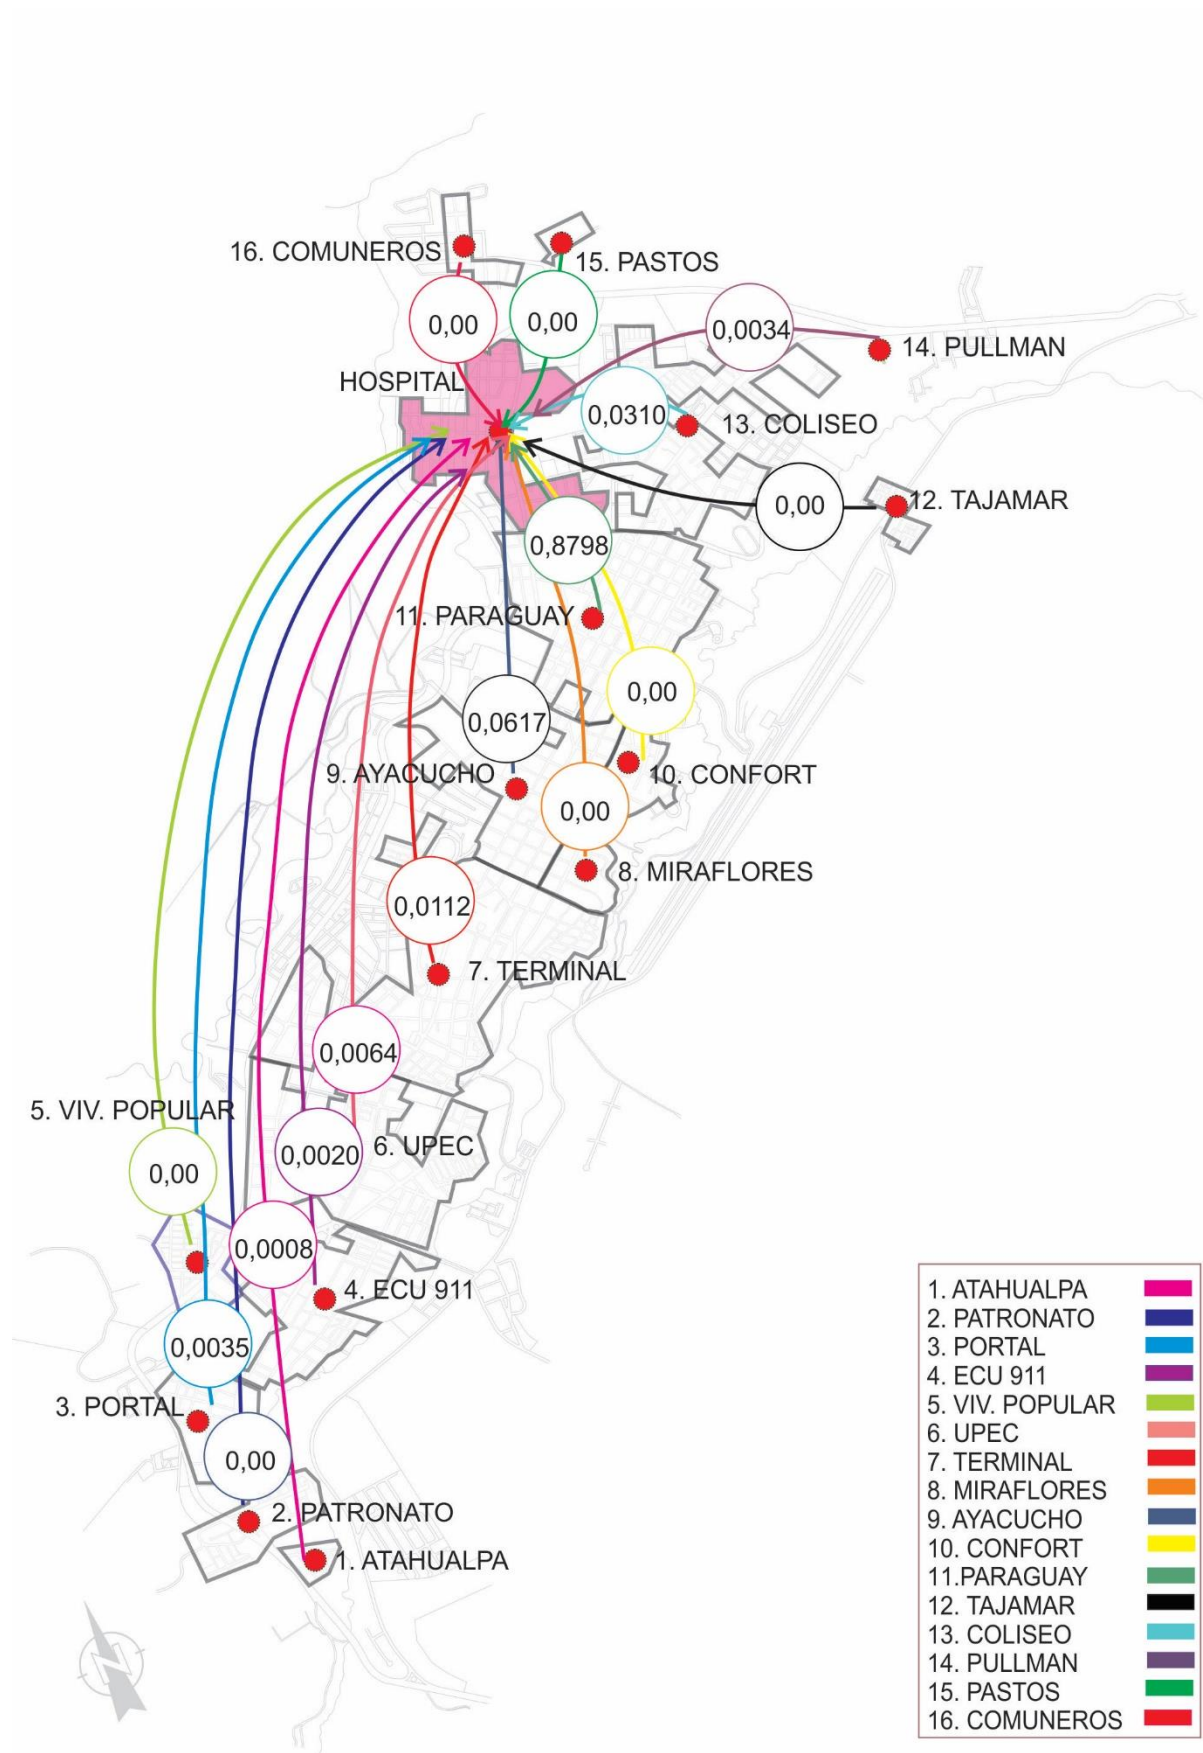 16. COMUNEROS
15. PASTOS
0,00
0,00
0,0034
14. PULLMAN
HOSPITAL
0,0310
13. COLISEO
12. TAJAMAR
0,00
0,8798
11. PARAGUAY
0,00
0,0617
9. AYACUCHO
10. CONFORT
0,00
8. MIRAFLORES
0,0112
7. TERMINAL
0,0064
5. VIV. POPULAR
6. UPEC
0,0020
0,00
0,0008
4. ECU 911
0,0035
3. PORTAL
0,00
2. PATRONATO
1. ATAHUALPA
1. ATAHUALPA
2. PATRONATO
3. PORTAL
4. ECU 911
5. VIV. POPULAR
6. UPEC
7. TERMINAL
8. MIRAFLORES
9. AYACUCHO
10. CONFORT
11.PARAGUAY
12. TAJAMAR
13. COLISEO
14. PULLMAN
15. PASTOS
16. COMUNEROS